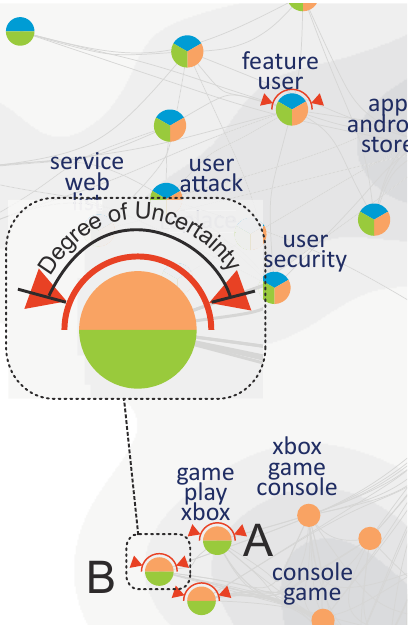 feature
user
app
andro
store
service
web
user
attack
Degree of Uncertainty
user
security
xbox
game
console
game
play
xbox
A
B
console
game